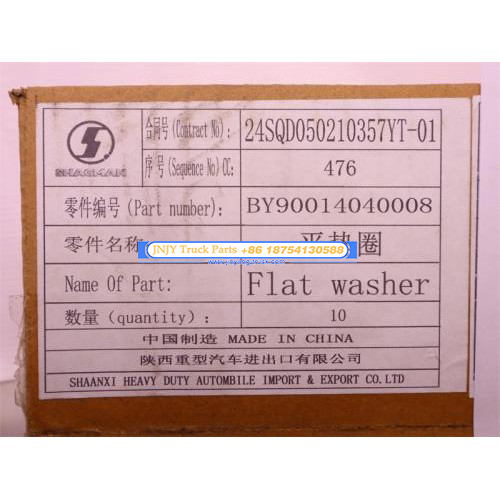 SHACMAN
合同号(Contract No): 24SQD050210357YT-01
序号(Sequence No)CC: 476
零件编号(Part number): BY90014040008
零件名称 平垫圈
JNJY Truck Parts +86 18754130588
Name Of Part: Flat washer
数量(quantity): 10
中国制造 MADE IN CHINA
陕西重型汽车进出口有限公司
SHAANXI HEAVY DUTY AUTOMBILE IMPORT & EXPORT CO.LTD